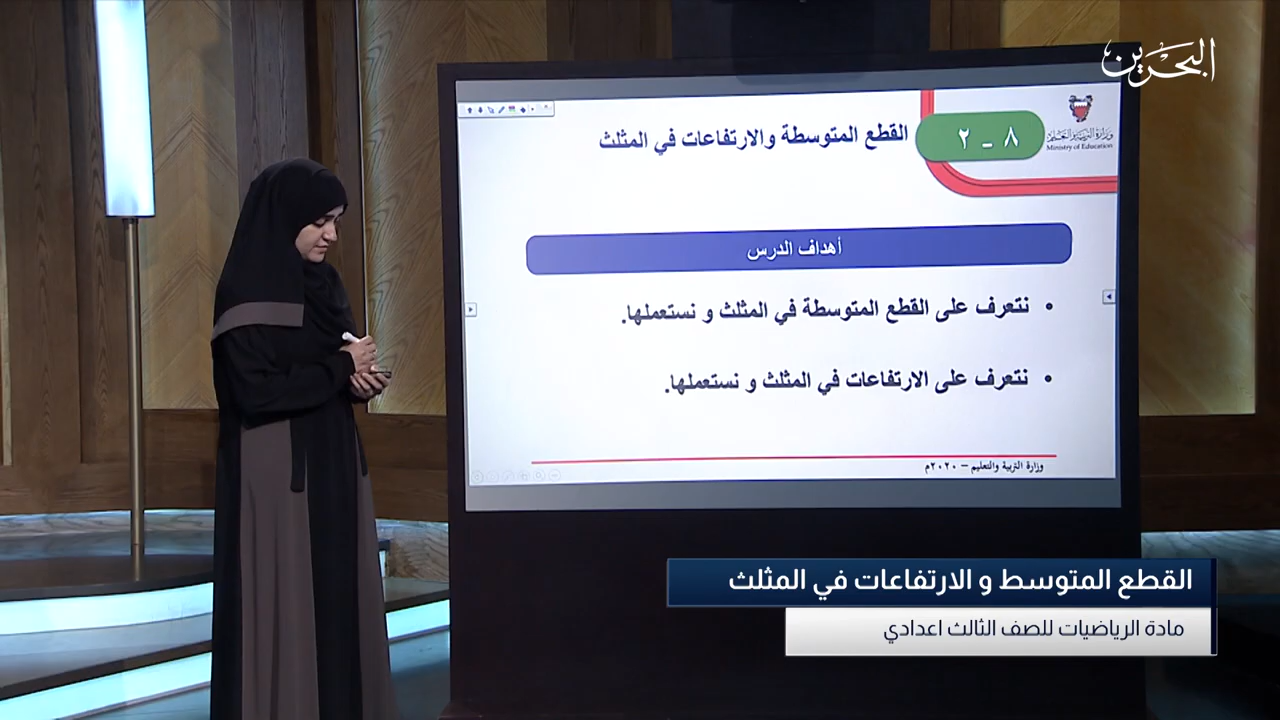 البحرين
وزارة التربية والتعليم
Ministry of Education
٨ - ٢
القطع المتوسطة والارتفاعات في المثلث
أهداف الدرس
• نتعرف على القطع المتوسطة في المثلث و نستعملها.
• نتعرف على الارتفاعات في المثلث و نستعملها.
وزارة التربية والتعليم – ٢٠٢٠م
القطع المتوسط و الارتفاعات في المثلث
مادة الرياضيات للصف الثالث اعدادي